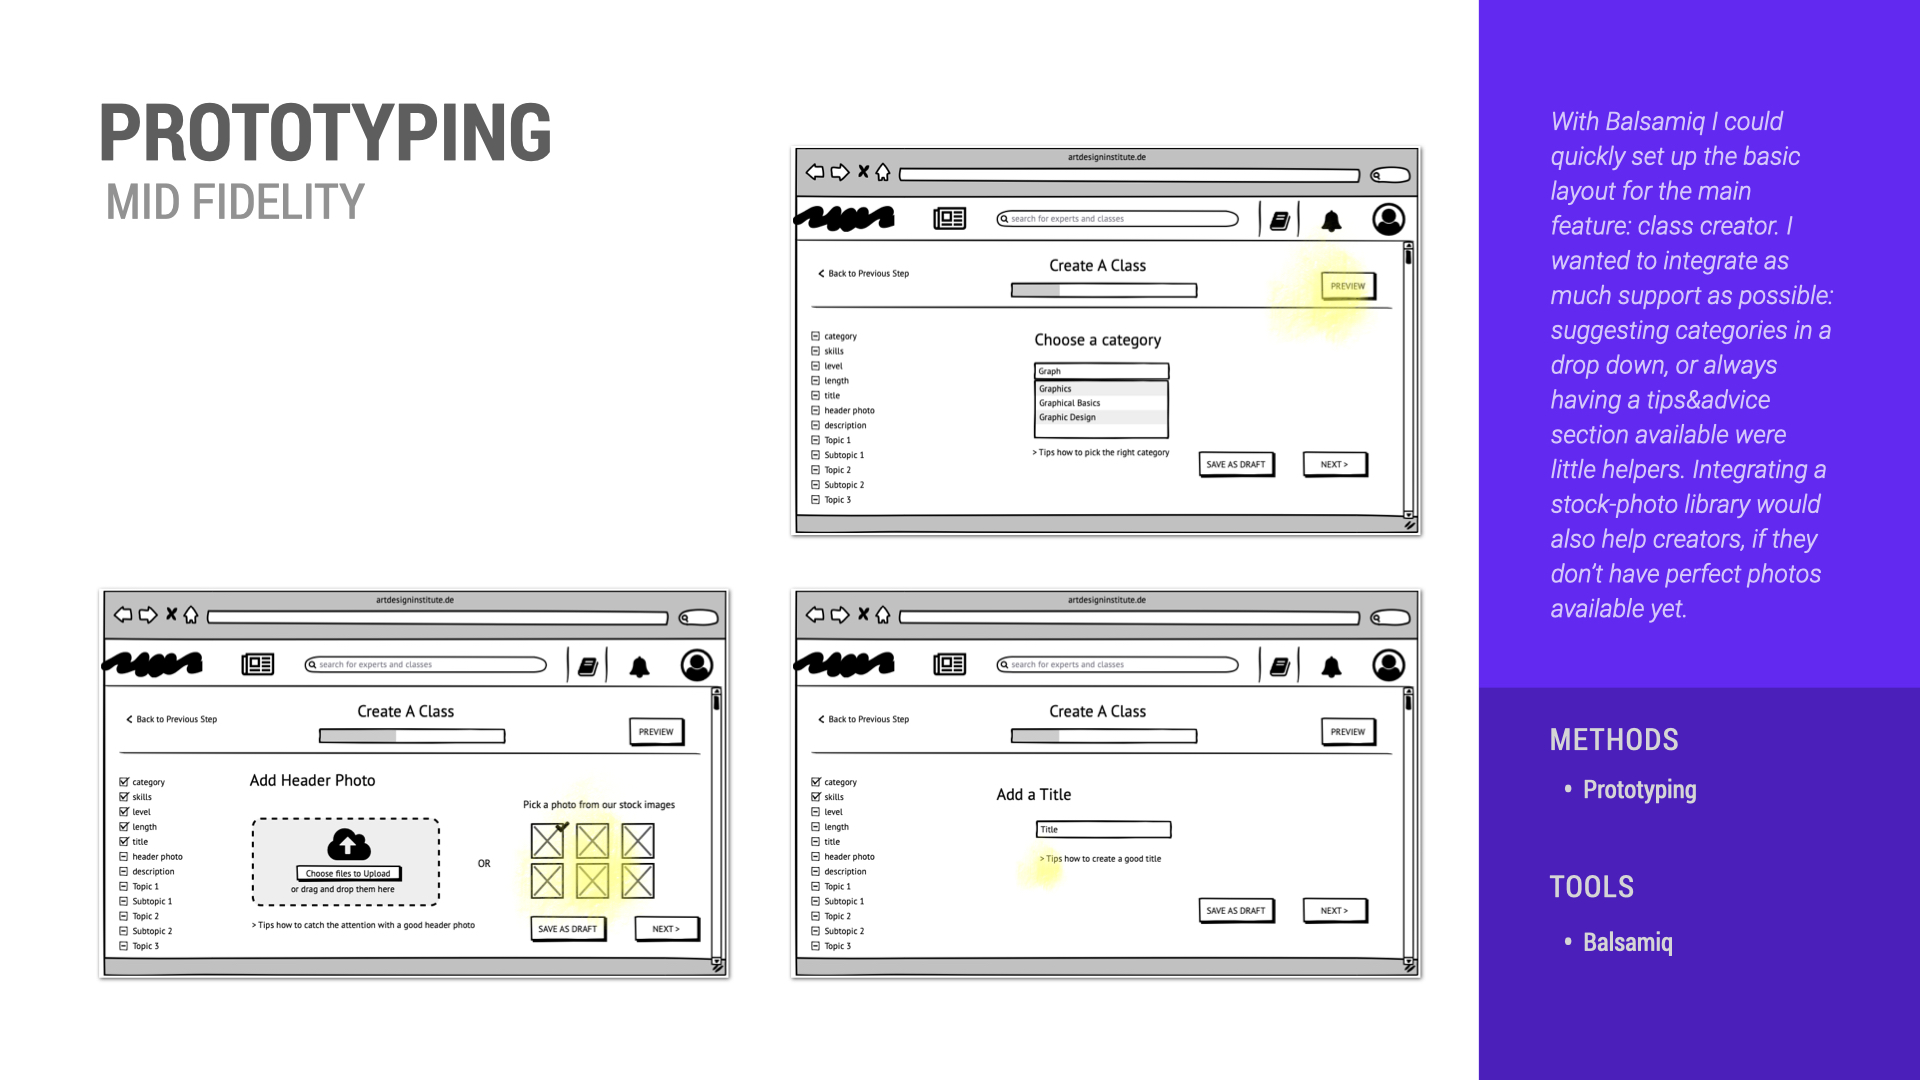 PROTOTYPING
MID FIDELITY
artdesigninstitute.de
search for experts and classes
< Back to Previous Step
Create A Class
PREVIEW
category
skills
level
length
title
header photo
description
Topic 1
Subtopic 1
Topic 2
Subtopic 2
Topic 3
Choose a category
Graph
Graphics
Graphical Basics
Graphic Design
> Tips how to pick the right category
SAVE AS DRAFT
NEXT >
artdesigninstitute.de
search for experts and classes
< Back to Previous Step
Create A Class
PREVIEW
category
skills
level
length
title
header photo
description
Topic 1
Subtopic 1
Topic 2
Subtopic 2
Topic 3
Add Header Photo
Choose files to Upload
or drag and drop them here
OR
Pick a photo from our stock images
> Tips how to catch the attention with a good header photo
SAVE AS DRAFT
NEXT >
artdesigninstitute.de
search for experts and classes
< Back to Previous Step
Create A Class
PREVIEW
category
skills
level
length
title
header photo
description
Topic 1
Subtopic 1
Topic 2
Subtopic 2
Topic 3
Add a Title
Title
> Tips how to create a good title
SAVE AS DRAFT
NEXT >
With Balsamiq I could
quickly set up the basic
layout for the main
feature: class creator. I
wanted to integrate as
much support as possible:
suggesting categories in a
drop down, or always
having a tips&advice
section available were
little helpers. Integrating a
stock-photo library would
also help creators, if they
don't have perfect photos
available yet.
METHODS
• Prototyping
TOOLS
• Balsamiq